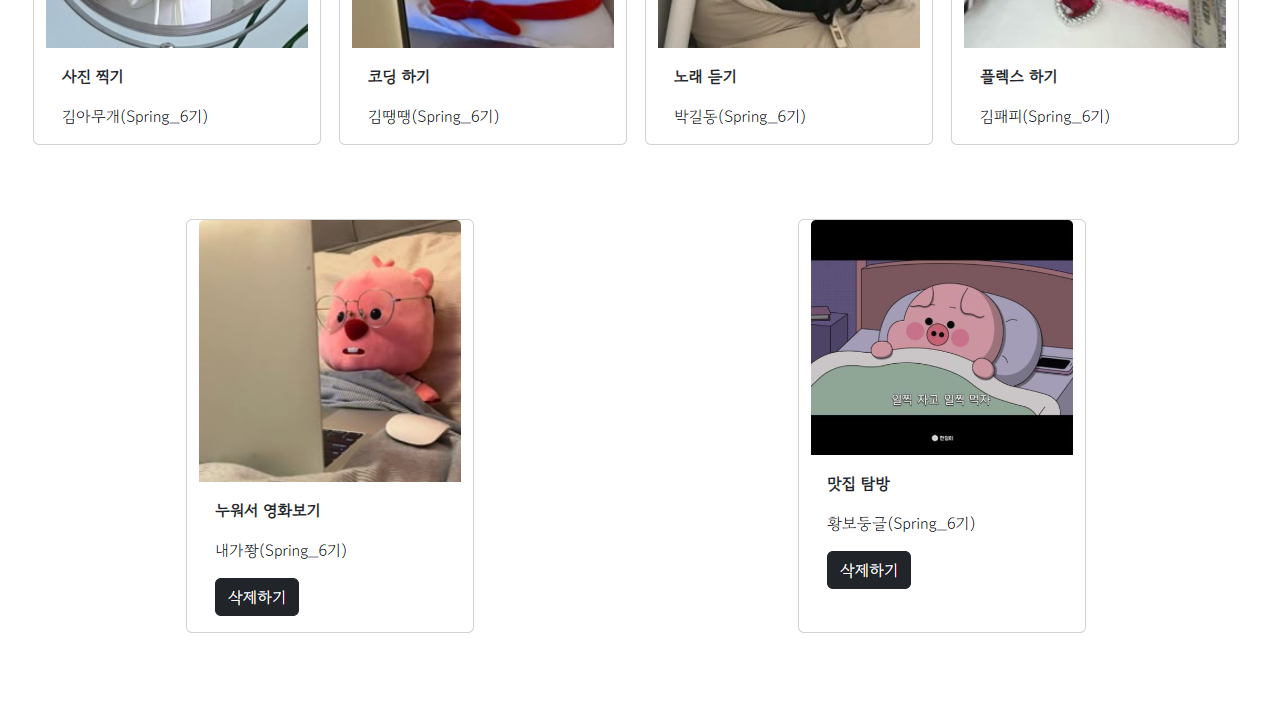 사진 찍기
코딩 하기
노래 듣기
플렉스 하기
김아무개(Spring_6기)
김땡땡(Spring_6기)
박길동(Spring_6기)
김패피(Spring_6기)
일찍 자고 일찍 먹자
누워서 영화보기
내가쨩(Spring_6기)
삭제하기
맛집 탐방
황보둥글(Spring_6기)
삭제하기